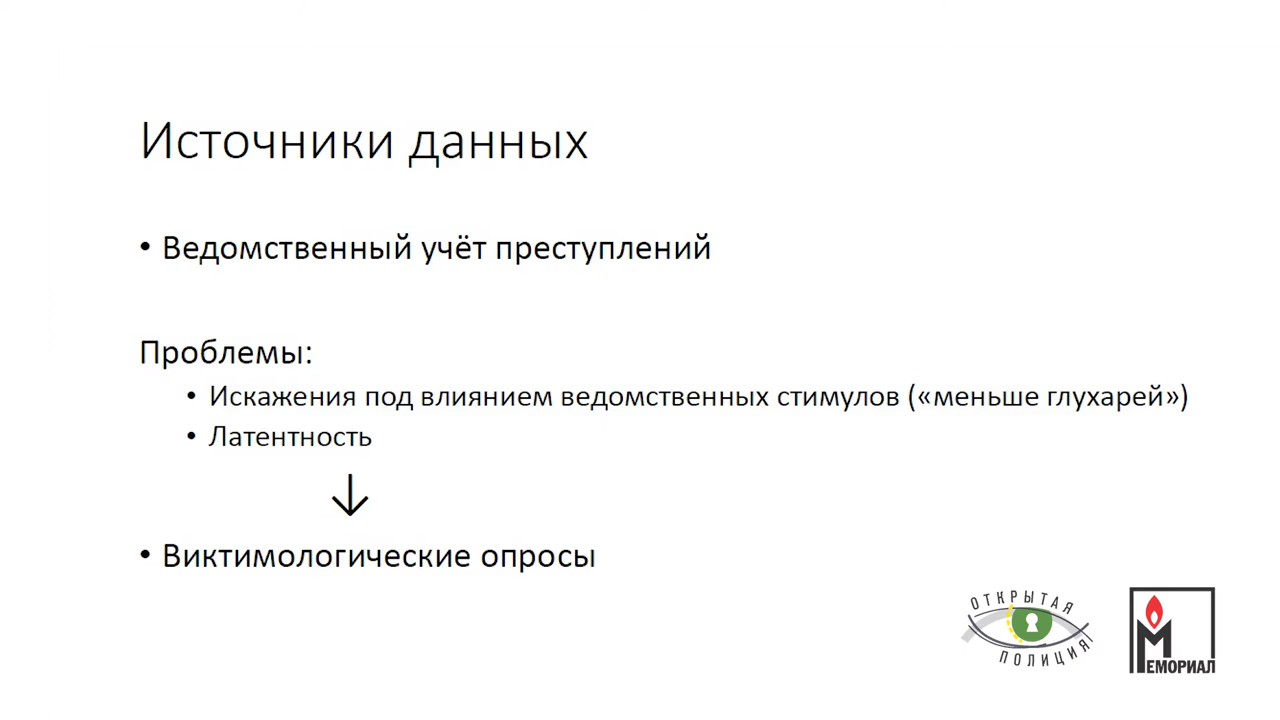 Источники данных
• Ведомственный учёт преступлений
Проблемы:
• Искажения под влиянием ведомственных стимулов («меньше глухарей»)
• Латентность
↓
• Виктимологические опросы
ОТКРЫТАЯ
ПОЛИЦИЯ
МЕМОРИАЛ